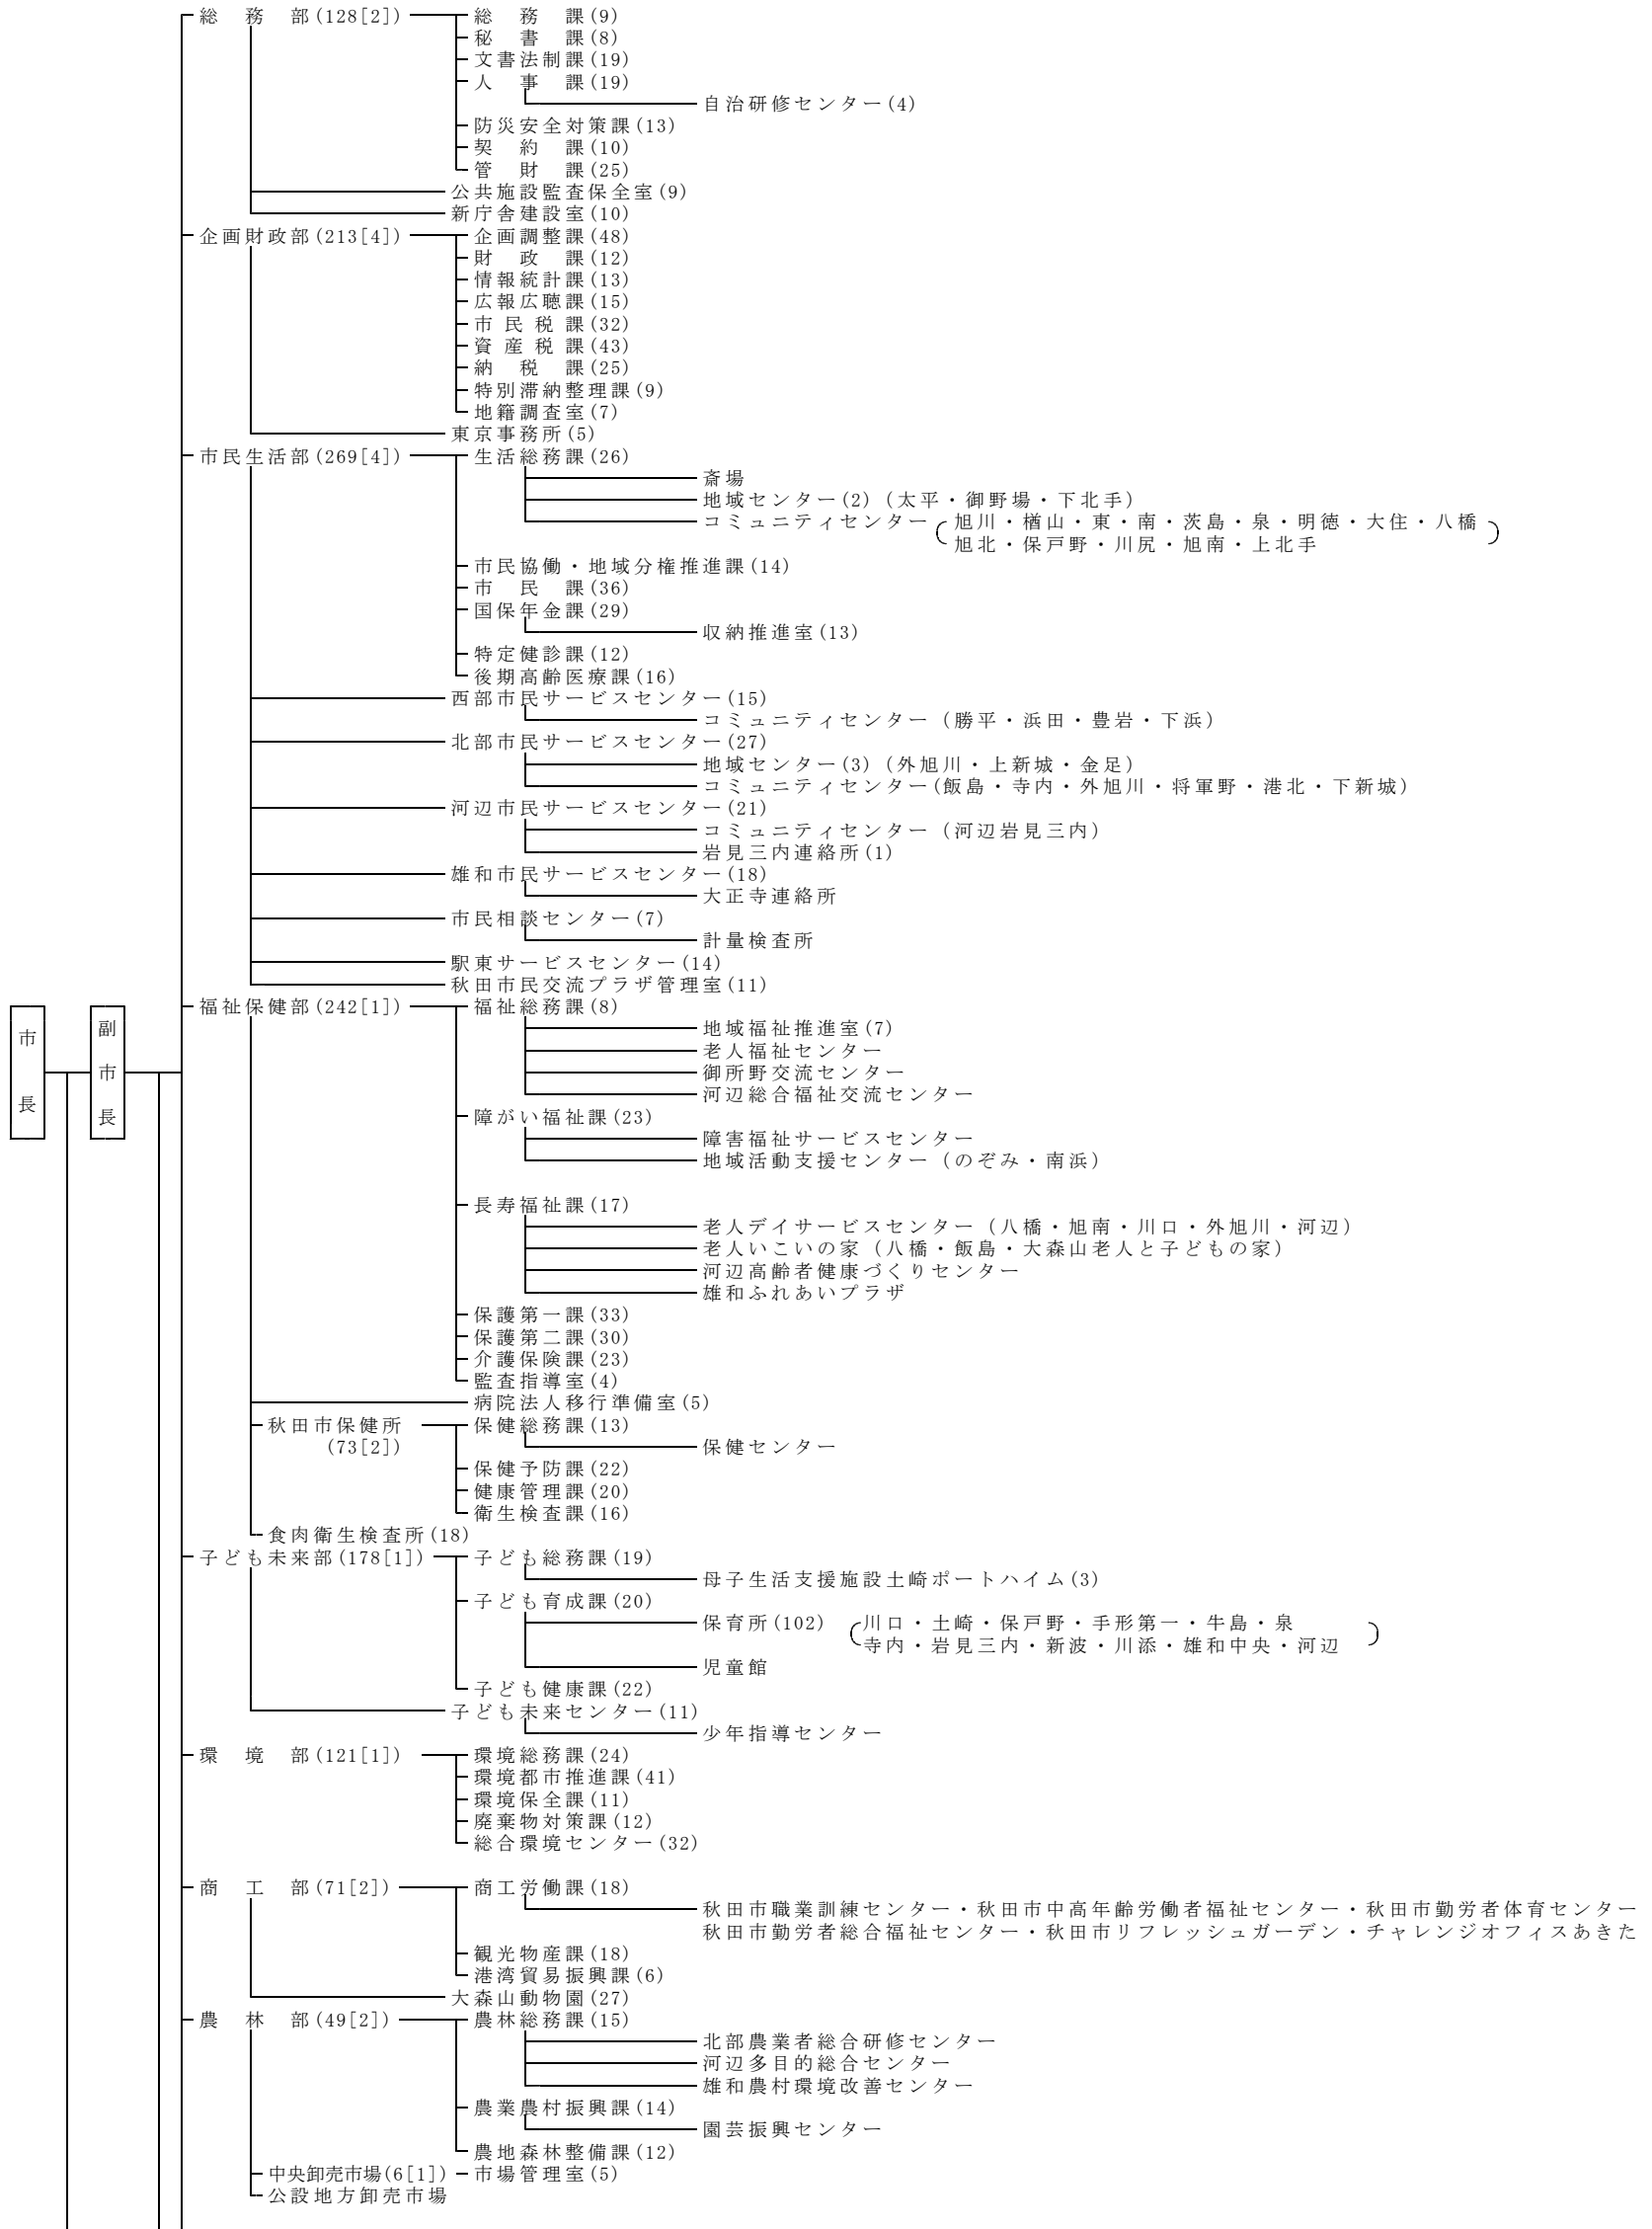 総務部(128[2])
総務課(9)
秘書課(8)
文書法制課(19)
人事課(19)
自治研修センター(4)
防災安全対策課(13)
契約課(10)
管財課(25)
公共施設監査保全室(9)
新庁舎建設室(10)
企画財政部(213[4])
企画調整課(48)
財政課(12)
情報統計課(13)
広報広聴課(15)
市民税課(32)
資産税課(43)
納税課(25)
特別滞納整理課(9)
地籍調査室(7)
東京事務所(5)
市民生活部(269[4])
生活総務課(26)
斎場
地域センター(2)(太平・御野場・下北手)
コミュニティセンター(旭川・楢山・東・南・茨島・泉・明徳・大住・八橋
旭北・保戸野・川尻・旭南・上北手)
市民協働・地域分権推進課(14)
市民課(36)
国保年金課(29)
収納推進室(13)
特定健診課(12)
後期高齢医療課(16)
西部市民サービスセンター(15)
コミュニティセンター(勝平・浜田・豊岩・下浜)
北部市民サービスセンター(27)
地域センター(3)(外旭川・上新城・金足)
コミュニティセンター(飯島・寺内・外旭川・将軍野・港北・下新城)
河辺市民サービスセンター(21)
コミュニティセンター(河辺岩見三内)
岩見三内連絡所(1)
雄和市民サービスセンター(18)
大正寺連絡所
市民相談センター(7)
計量検査所
駅東サービスセンター(14)
秋田市民交流プラザ管理室(11)
市長
副市長
福祉保健部(242[1])
福祉総務課(8)
地域福祉推進室(7)
老人福祉センター
御所野交流センター
河辺総合福祉交流センター
障がい福祉課(23)
障害福祉サービスセンター
地域活動支援センター(のぞみ・南浜)
長寿福祉課(17)
老人デイサービスセンター(八橋・旭南・川口・外旭川・河辺)
老人いこいの家(八橋・飯島・大森山老人と子どもの家)
河辺高齢者健康づくりセンター
雄和ふれあいプラザ
保護第一課(33)
保護第二課(30)
介護保険課(23)
監査指導室(4)
病院法人移行準備室(5)
秋田市保健所
(73[2])
保健総務課(13)
保健センター
保健予防課(22)
健康管理課(20)
衛生検査課(16)
食肉衛生検査所(18)
子ども未来部(178[1])
子ども総務課(19)
母子生活支援施設土崎ポートハイム(3)
子ども育成課(20)
保育所(102)(川口・土崎・保戸野・手形第一・牛島・泉
寺内・岩見三内・新波・川添・雄和中央・河辺)
児童館
子ども健康課(22)
子ども未来センター(11)
少年指導センター
環境部(121[1])
環境総務課(24)
環境都市推進課(41)
環境保全課(11)
廃棄物対策課(12)
総合環境センター(32)
商工部(71[2])
商工労働課(18)
秋田市職業訓練センター・秋田市中高年齢労働者福祉センター・秋田市勤労者体育センター
秋田市勤労者総合福祉センター・秋田市リフレッシュガーデン・チャレンジオフィスあきた
観光物産課(18)
港湾貿易振興課(6)
大森山動物園(27)
農林部(49[2])
農林総務課(15)
北部農業者総合研修センター
河辺多目的総合センター
雄和農村環境改善センター
農業農村振興課(14)
園芸振興センター
農地森林整備課(12)
中央卸売市場(6[1])
市場管理室(5)
公設地方卸売市場